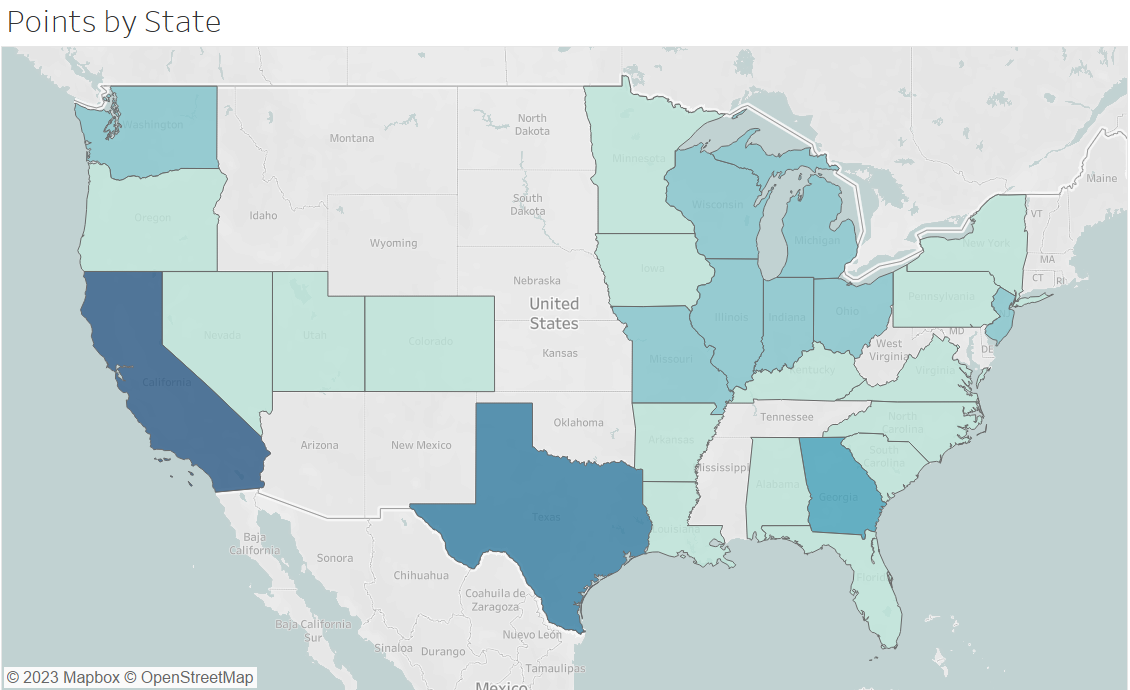 Points by State
Washington
Montana
North
Dakota
Minnesota
Maine
Oregon
Idaho
South
Dakota
Wisconsin
Michigan
VT
New York
Wyoming
Iowa
MA
CT
RI
Nebraska
Pennsylvania
United
States
Nevada
Utah
Colorado
Illinois
Indiana
Ohio
MD
DE
West
Virginia
Kansas
Missouri
Kentucky
Virginia
California
Oklahoma
Tennessee
North
Carolina
Arizona
New Mexico
Arkansas
South
Carolina
Mississippi
Alabama
Georgia
Texas
Louisiana
Baja
California
Sonora
Chihuahua
Florida
Coahuila de
Zaragoza
Baja California
Sur
Nuevo León
Sinaloa
Durango
Tamaulipas
Mexico
© 2023 Mapbox © OpenStreetMap